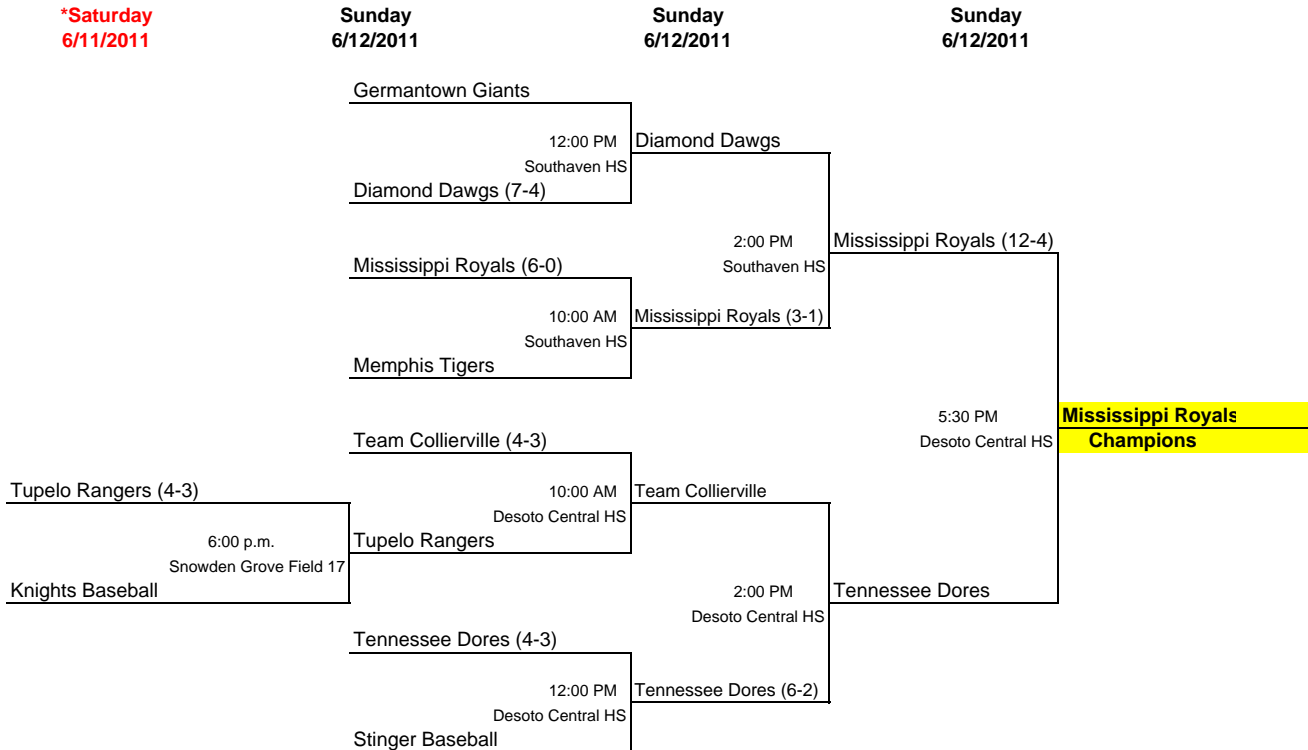 *Saturday
6/11/2011
Sunday
6/12/2011
Sunday
6/12/2011
Sunday
6/12/2011
Germantown Giants
12:00 PM
Diamond Dawgs
Southaven HS
Diamond Dawgs (7-4)
2:00 PM
Mississippi Royals (12-4)
Southaven HS
Mississippi Royals (6-0)
10:00 AM
Mississippi Royals (3-1)
Southaven HS
Memphis Tigers
5:30 PM
Mississippi Royals
Desoto Central HS
Champions
Team Collierville (4-3)
Tupelo Rangers (4-3)
10:00 AM
Team Collierville
Desoto Central HS
6:00 p.m.
Tupelo Rangers
Snowden Grove Field 17
Knights Baseball
2:00 PM
Tennessee Dores
Desoto Central HS
Tennessee Dores (4-3)
12:00 PM
Tennessee Dores (6-2)
Desoto Central HS
Stinger Baseball